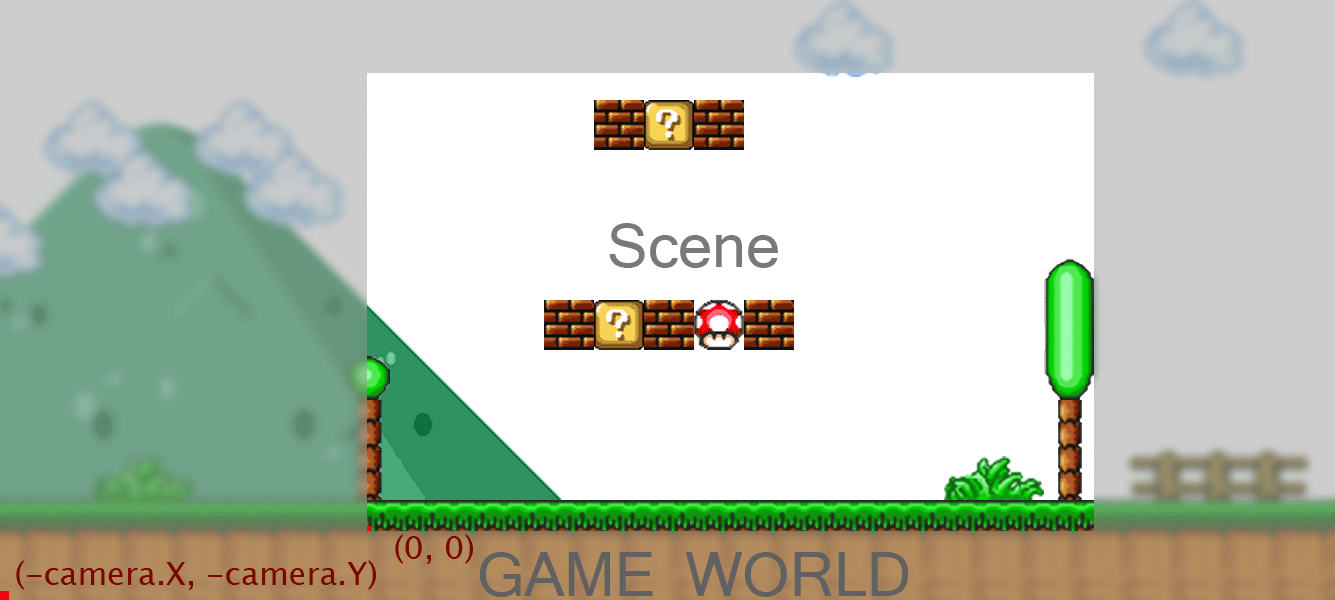 ?
Scene
?
(0, 0)
(-camera.X, -camera.Y)
GAME WORLD